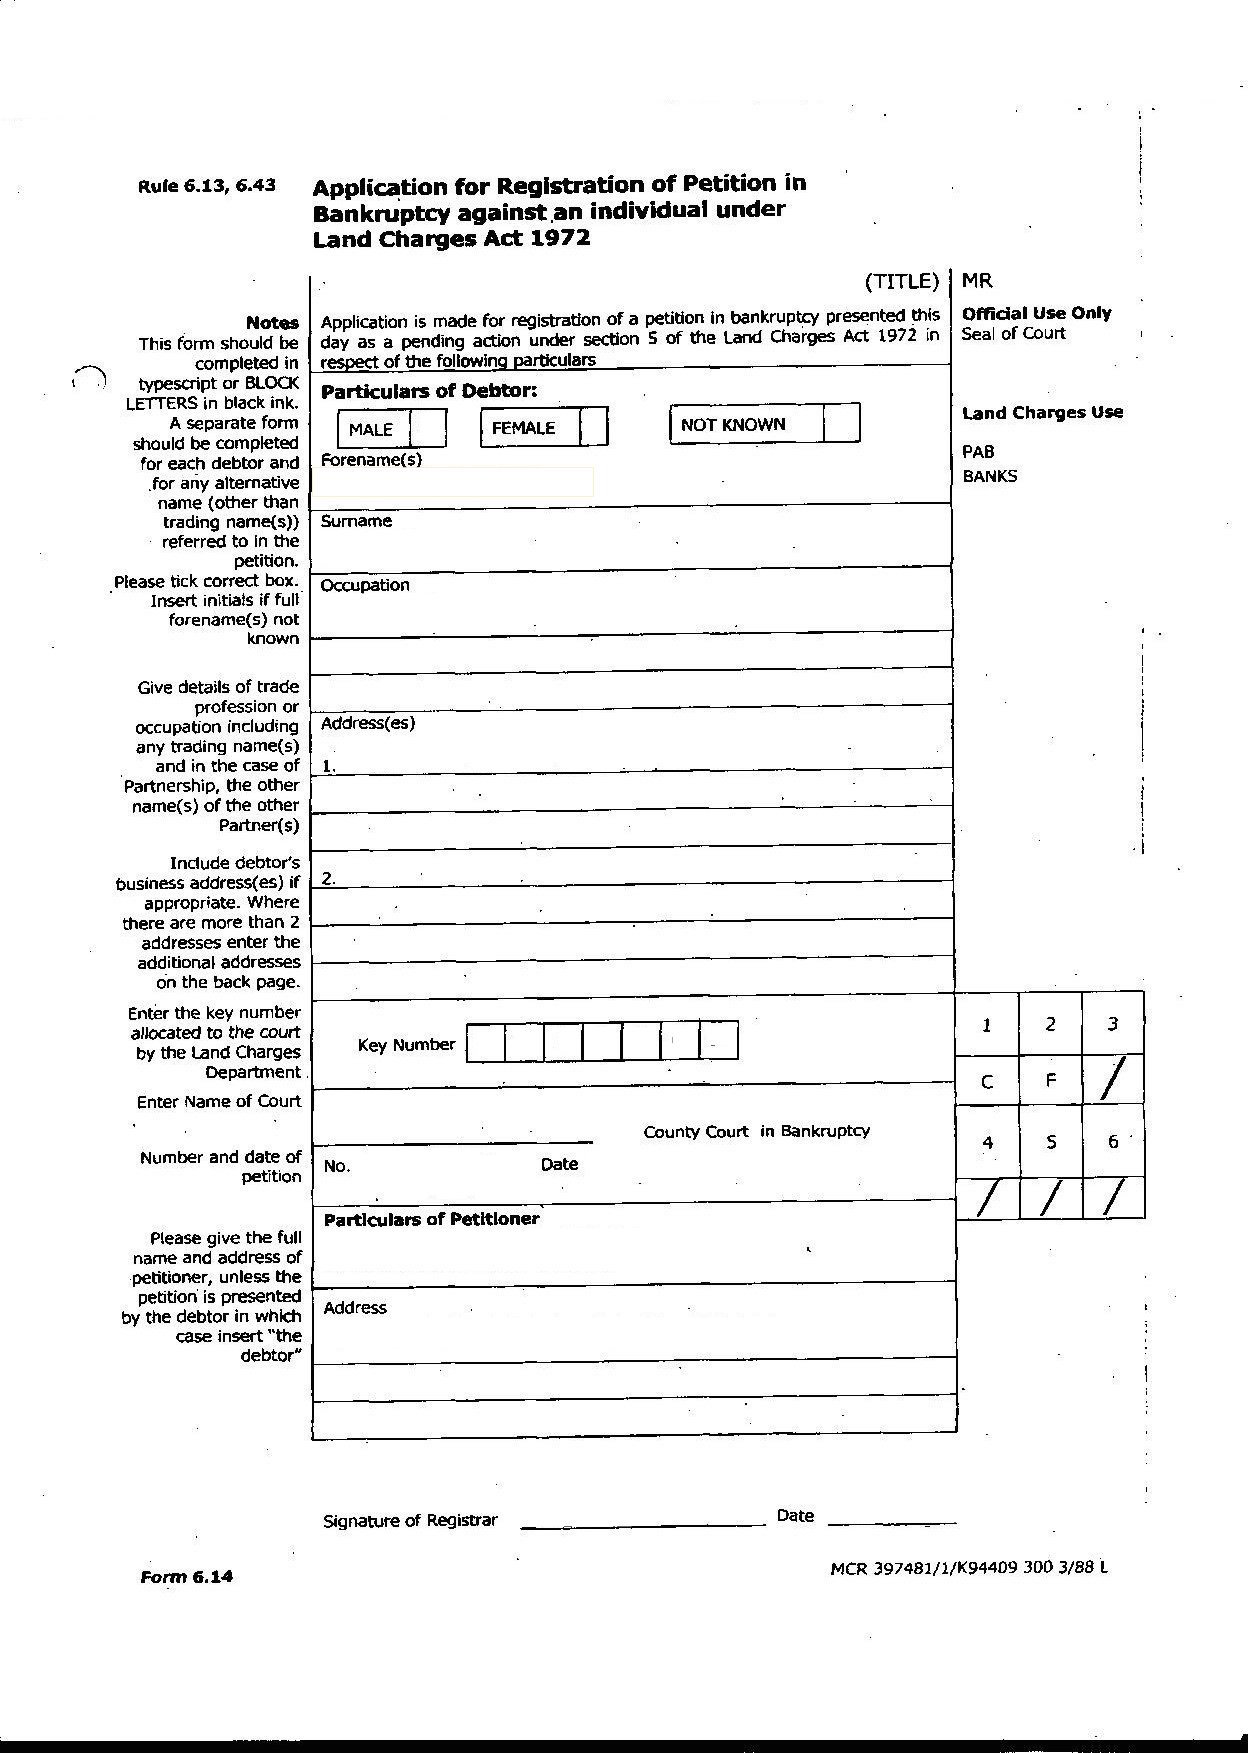 Rule 6.13, 6.43
Application for Registration of Petition in
Bankruptcy against an individual under
Land Charges Act 1972
(TITLE)
MR
Notes
This form should be
completed in
typescript or BLOCK
LETTERS in black ink.
A separate form
should be completed
for each debtor and
for any alternative
name (other than
trading name(s))
referred to in the
petition.
Please tick correct box.
Insert initials if full
forename(s) not
known
Give details of trade
profession or
occupation including
any trading name(s)
and in the case of
Partnership, the other
name(s) of the other
Partner(s)
Include debtor's
business address(es) if
appropriate. Where
there are more than 2
addresses enter the
additional addresses
on the back page.
Enter the key number
allocated to the court
by the Land Charges
Department
Enter Name of Court
Number and date of
petition
Please give the full
name and address of
petitioner, unless the
petition is presented
by the debtor in which
case insert "the
debtor"
Application is made for registration of a petition in bankruptcy presented this
day as a pending action under section 5 of the Land Charges Act 1972 in
respect of the following particulars
Particulars of Debtor:
MALE
FEMALE
NOT KNOWN
Forename(s)
Surname
Occupation
Address(es)
1.
2.
Key Number
County Court in Bankruptcy
No.
Date
Particulars of Petitioner
Address
Official Use Only
Seal of Court
Land Charges Use
PAB
BANKS
1 2 3
C F /
4 5 6
/ / /
Signature of Registrar
Date
Form 6.14
MCR 397481/1/K94409 300 3/88 L